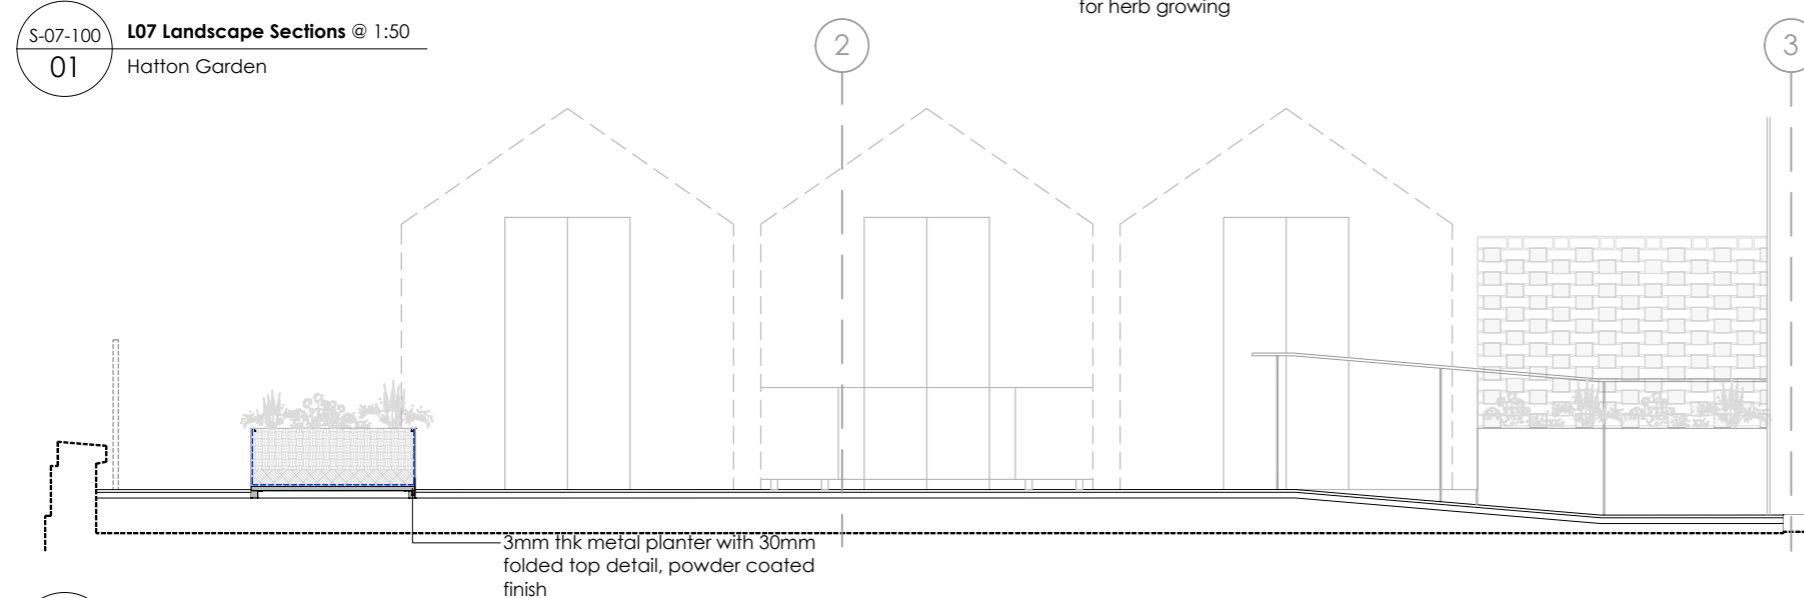 for herb growing
S-07-100
01
L07 Landscape Sections @ 1:50
Hatton Garden
2
3
3mm thk metal planter with 30mm
folded top detail, powder coated
finish